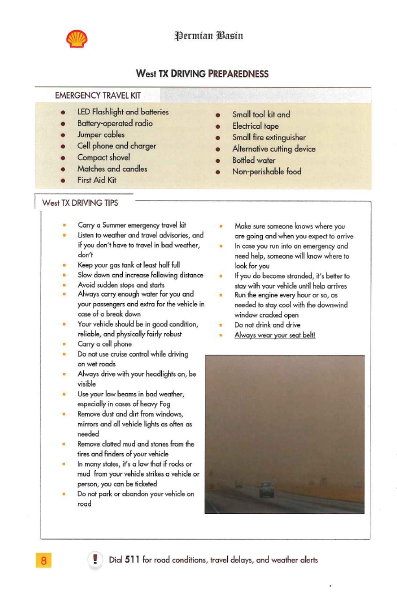 Permian Basin
West TX DRIVING PREPAREDNESS
EMERGENCY TRAVEL KIT
LED Flashlight and batteries
Battery-operated radio
Jumper cables
Cell phone and charger
Compact shovel
Matches and candles
First Aid Kit
Small tool kit and
Electrical tape
Small fire extinguisher
Alternative cutting device
Bottled water
Non-perishable food
West TX DRIVING TIPS
Carry a Summer emergency travel kit
Listen to weather and travel advisories, and
if you don't have to travel in bad weather,
don't
Keep your gas tank at least half full
Slow down and increase following distance
Avoid sudden stops and starts
Always carry enough water for you and
your passengers and extra for the vehicle in
case of a break down
Your vehicle should be in good condition,
reliable, and physically fairly robust
Carry a cell phone
Do not use cruise control while driving
on wet roads
Always drive with your headlights on, be
visible
Use your low beams in bad weather,
especially in cases of heavy Fog
Remove dust and dirt from windows,
mirrors and all vehicle lights as often as
needed
Remove clotted mud and stones from the
tires and finders of your vehicle
In many states, it's a law that if rocks or
mud from your vehicle strikes a vehicle or
person, you can be ticketed
Do not park or abandon your vehicle on
road
Make sure someone knows where you
are going and when you expect to arrive
In case you run into an emergency and
need help, someone will know where to
look for you
If you do become stranded, it's better to
stay with your vehicle until help arrives
Run the engine every hour or so, as
needed to stay cool with the downwind
window cracked open
Do not drink and drive
Always wear your seat belt!
8
! Dial 511 for road conditions, travel delays, and weather alerts